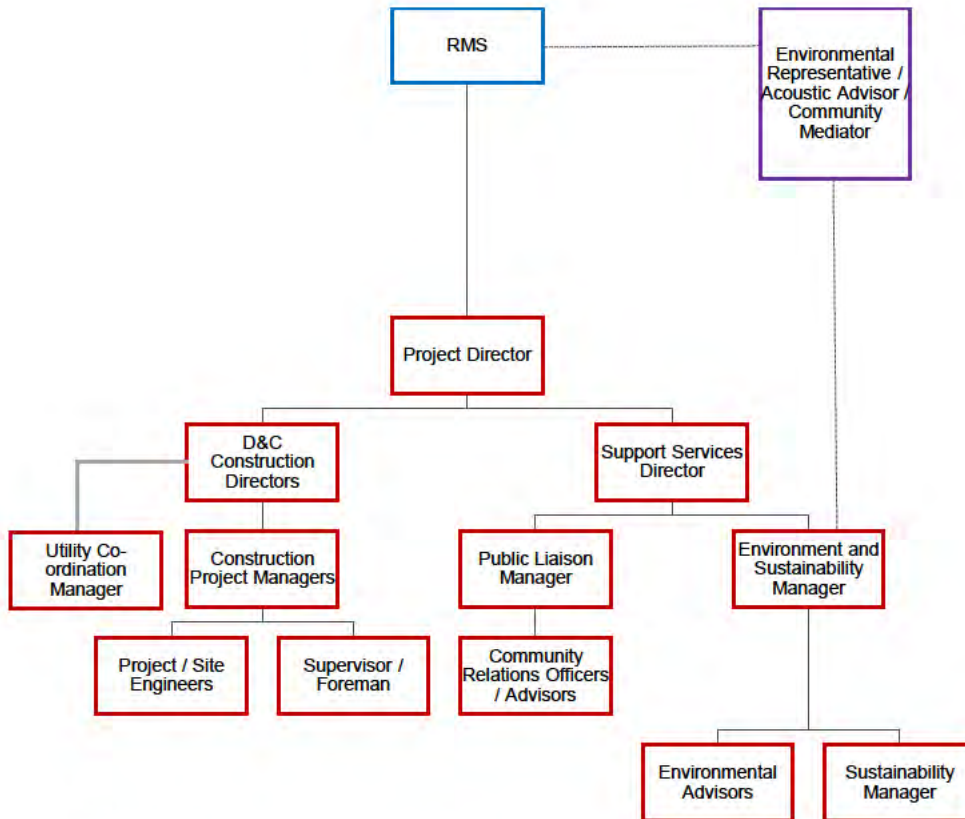 RMS
Environmental
Representative /
Acoustic Advisor /
Community
Mediator
Project Director
D&C
Construction
Directors
Support Services
Director
Utility Co-
ordination
Manager
Construction
Project Managers
Public Liaison
Manager
Environment and
Sustainability
Manager
Project / Site
Engineers
Supervisor /
Foreman
Community
Relations Officers
/ Advisors
Environmental
Advisors
Sustainability
Manager